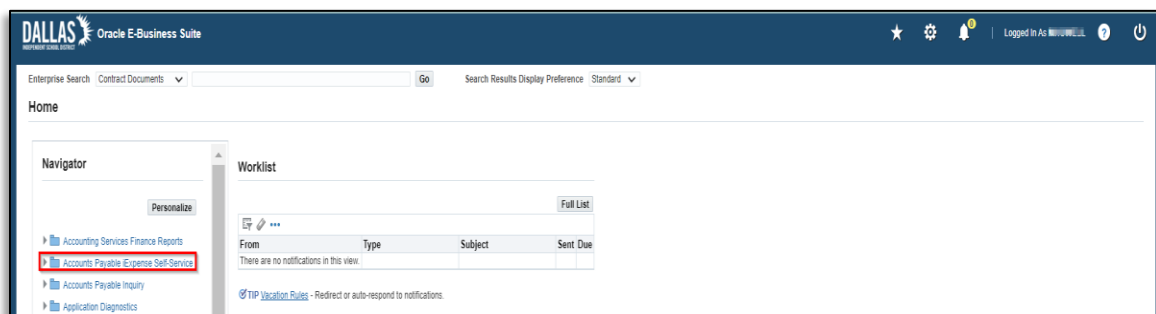 DALLAS Oracle E-Business Suite
INDEPENDENT SCHOOL DISTRICT
Logged In As
Enterprise Search Contract Documents Go Search Results Display Preference Standard
Home
Navigator
Worklist
Personalize
Full List
Accounting Services Finance Reports
Accounts Payable iExpense Self-Service
Accounts Payable Inquiry
Application Diagnostics
From Type Subject Sent Due
There are no notifications in this view.
TIP Vacation Rules - Redirect or auto-respond to notifications.